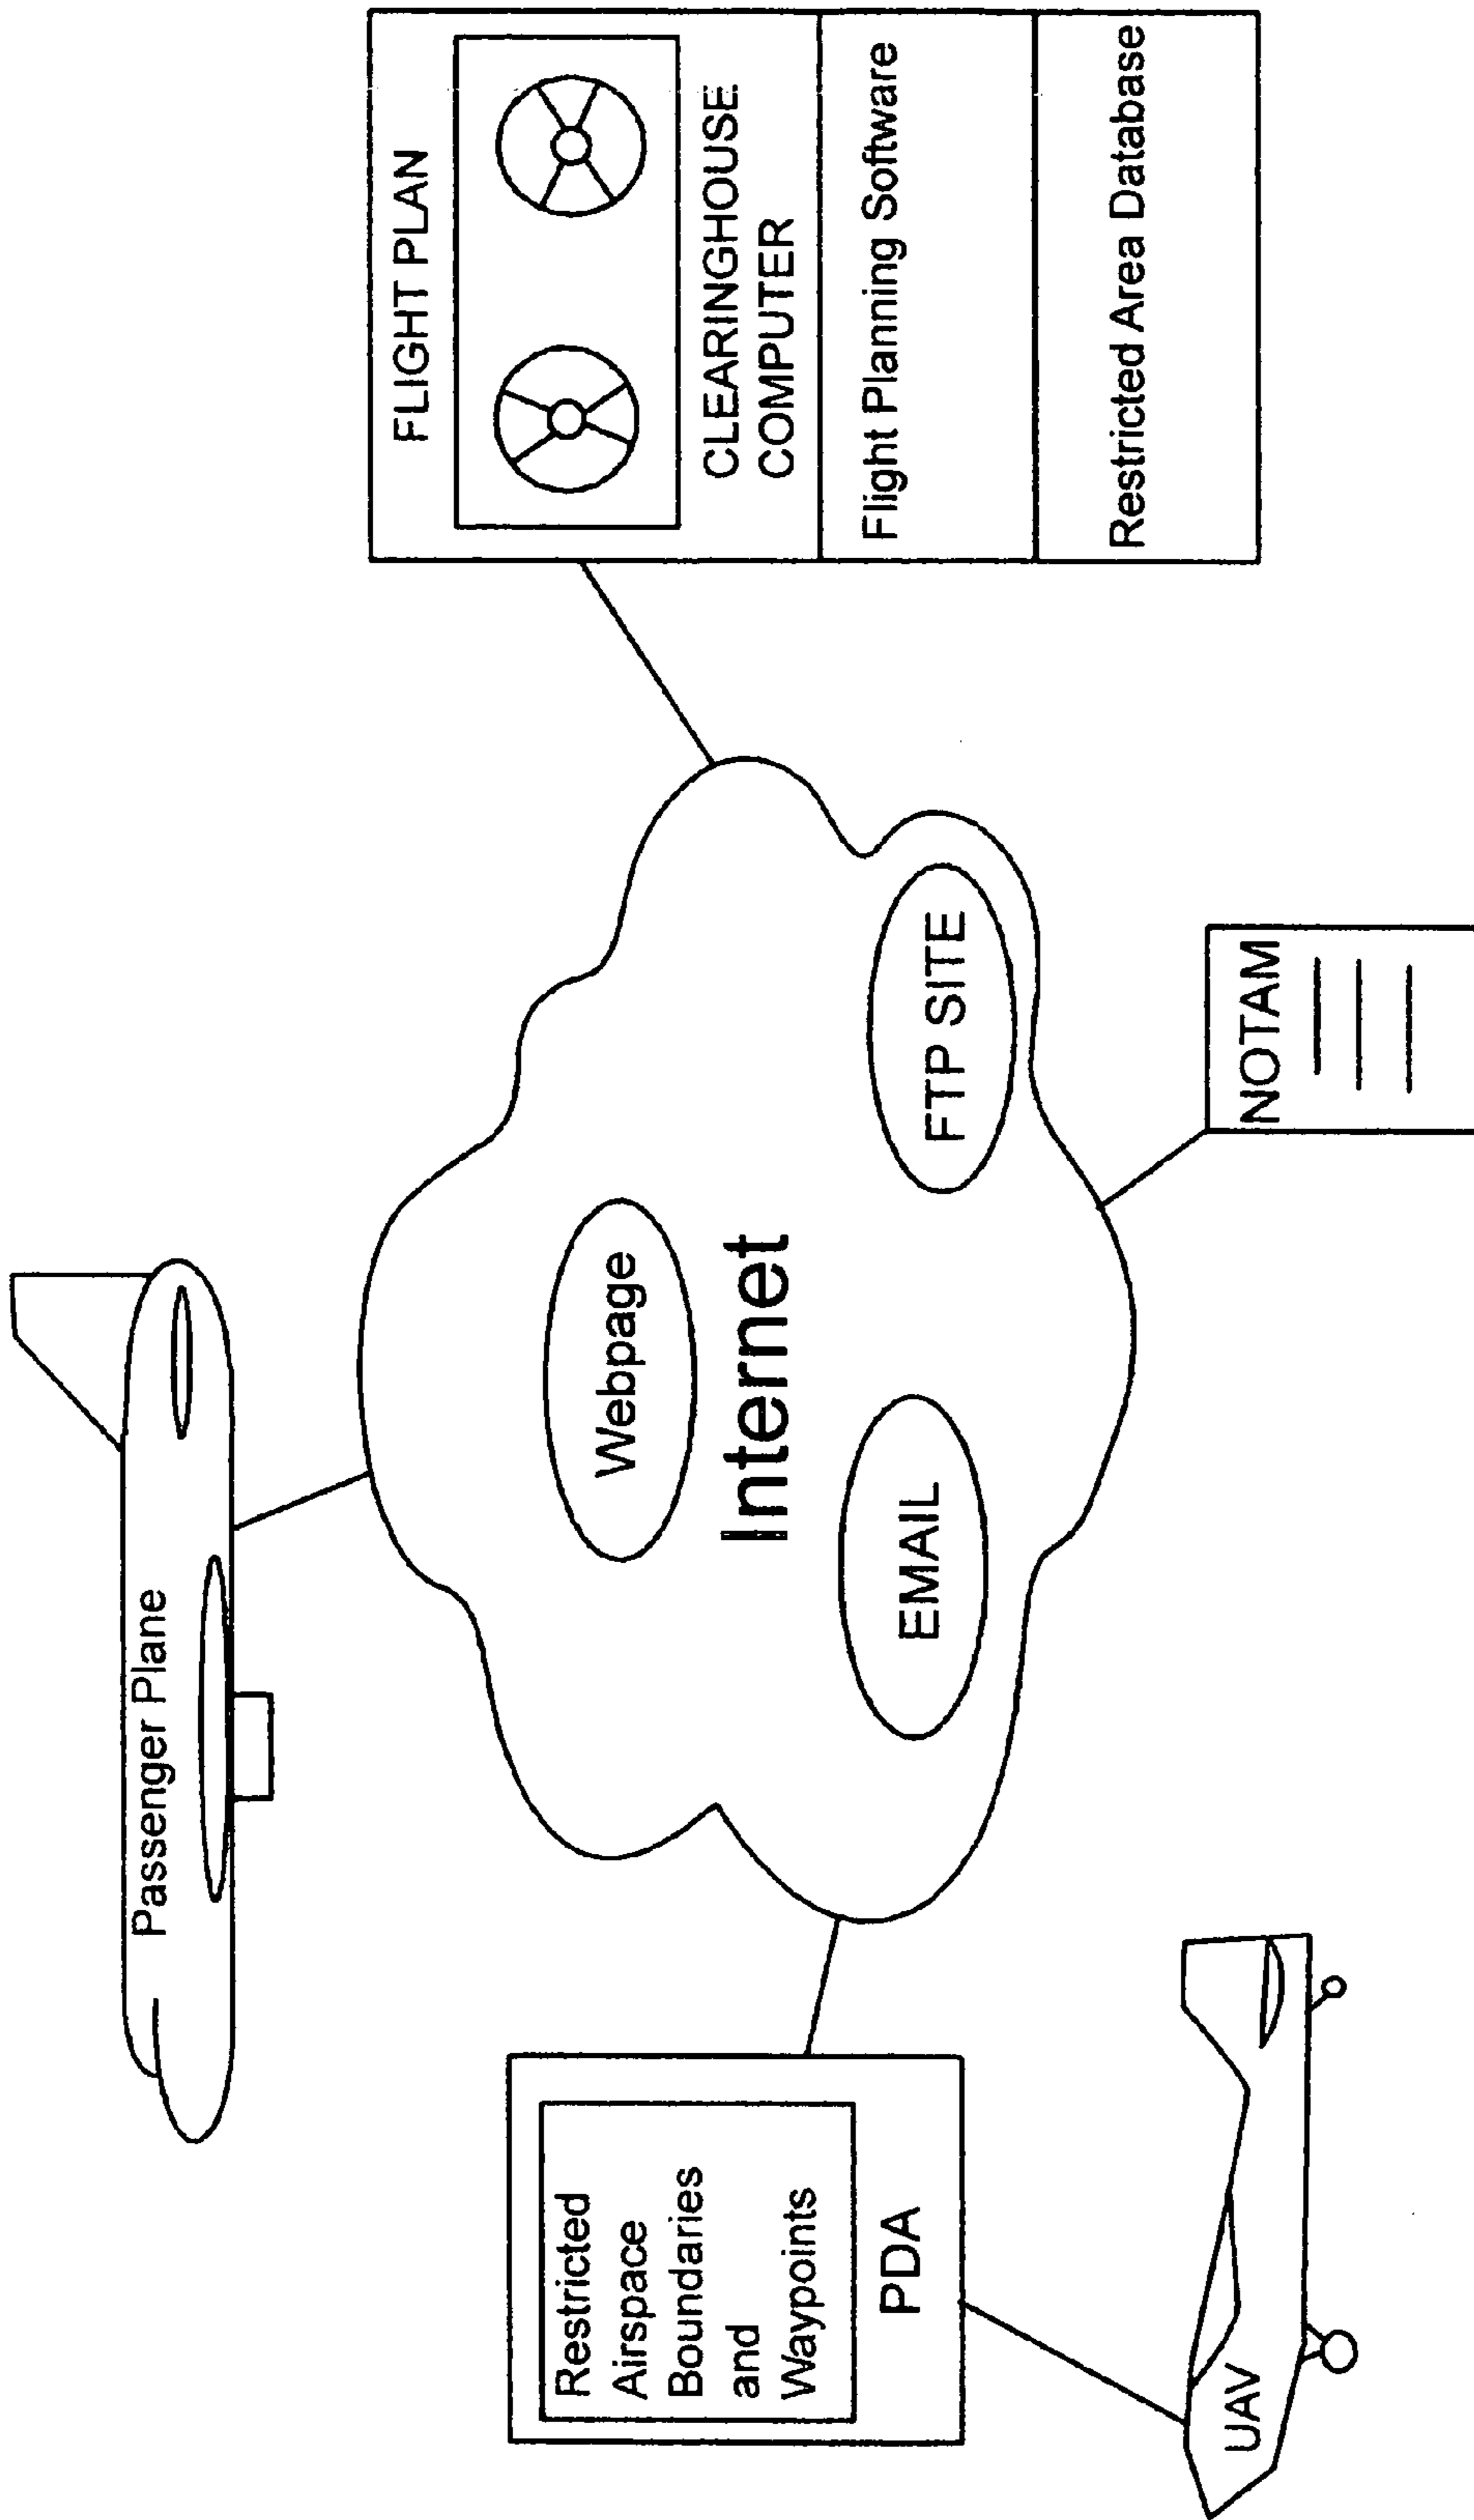 Passenger Plane
FLIGHT PLAN
CLEARINGHOUSE
COMPUTER
Flight Planning Software
Restricted Area Database
Webpage
Internet
EMAIL
FTP SITE
Restricted
Airspace
Boundaries
and
Waypoints
PDA
UAV
NOTAM